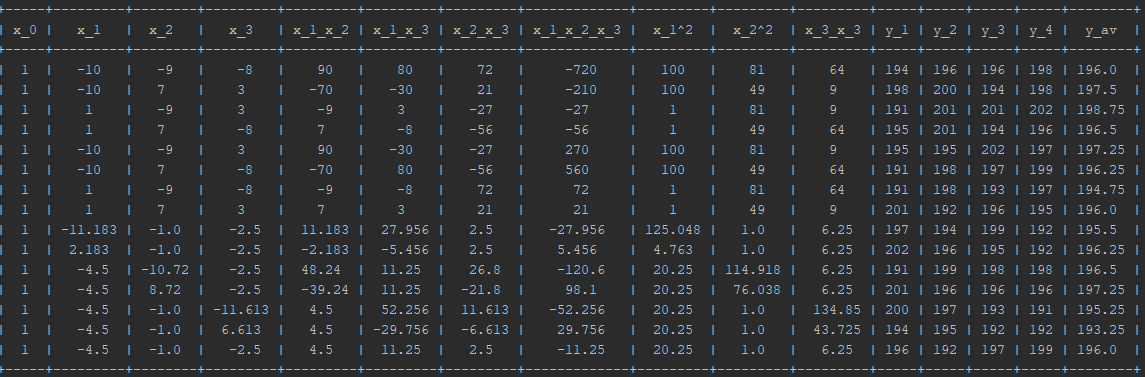 | x_0 | x_1 | x_2 | x_3 | x_1_x_2 | x_1_x_3 | x_2_x_3 | x_1_x_2_x_3 | x_1^2 | x_2^2 | x_3_x_3 | y_1 | y_2 | y_3 | y_4 | y_av |
| 1 | -10 | -9 | -8 | 90 | 80 | 72 | -720 | 100 | 81 | 64 | 194 | 196 | 196 | 198 | 196.0 |
| 1 | -10 | 7 | 3 | -70 | -30 | 21 | -210 | 100 | 49 | 9 | 198 | 200 | 194 | 198 | 197.5 |
| 1 | 1 | -9 | 3 | -9 | 3 | -27 | -27 | 1 | 81 | 9 | 191 | 201 | 201 | 202 | 198.75 |
| 1 | 1 | 7 | -8 | 7 | -8 | -56 | -56 | 1 | 49 | 64 | 195 | 201 | 194 | 196 | 196.5 |
| 1 | -10 | -9 | 3 | 90 | -30 | -27 | 270 | 100 | 81 | 9 | 195 | 195 | 202 | 197 | 197.25 |
| 1 | -10 | 7 | -8 | -70 | 80 | -56 | 560 | 100 | 49 | 64 | 191 | 198 | 197 | 199 | 196.25 |
| 1 | 1 | -9 | -8 | -9 | -8 | 72 | 72 | 1 | 81 | 64 | 191 | 198 | 193 | 197 | 194.75 |
| 1 | 1 | 7 | 3 | 7 | 3 | 21 | 21 | 1 | 49 | 9 | 201 | 192 | 196 | 195 | 196.0 |
| 1 | -11.183 | -1.0 | -2.5 | 11.183 | 27.956 | 2.5 | -27.956 | 125.048 | 1.0 | 6.25 | 197 | 194 | 199 | 192 | 195.5 |
| 1 | 2.183 | -1.0 | -2.5 | -2.183 | -5.456 | 2.5 | 5.456 | 4.763 | 1.0 | 6.25 | 202 | 196 | 195 | 192 | 196.25 |
| 1 | -4.5 | -10.72 | -2.5 | 48.24 | 11.25 | 26.8 | -120.6 | 20.25 | 114.918 | 6.25 | 191 | 199 | 198 | 198 | 196.5 |
| 1 | -4.5 | 8.72 | -2.5 | -39.24 | 11.25 | -21.8 | 98.1 | 20.25 | 76.038 | 6.25 | 201 | 196 | 196 | 196 | 197.25 |
| 1 | -4.5 | -1.0 | -11.613 | 4.5 | 52.256 | 11.613 | -52.256 | 20.25 | 1.0 | 134.85 | 200 | 197 | 193 | 191 | 195.25 |
| 1 | -4.5 | -1.0 | 6.613 | 4.5 | -29.756 | -6.613 | 29.756 | 20.25 | 1.0 | 43.725 | 194 | 195 | 192 | 192 | 193.25 |
| 1 | -4.5 | -1.0 | -2.5 | 4.5 | 11.25 | 2.5 | -11.25 | 20.25 | 1.0 | 6.25 | 196 | 192 | 197 | 199 | 196.0 |